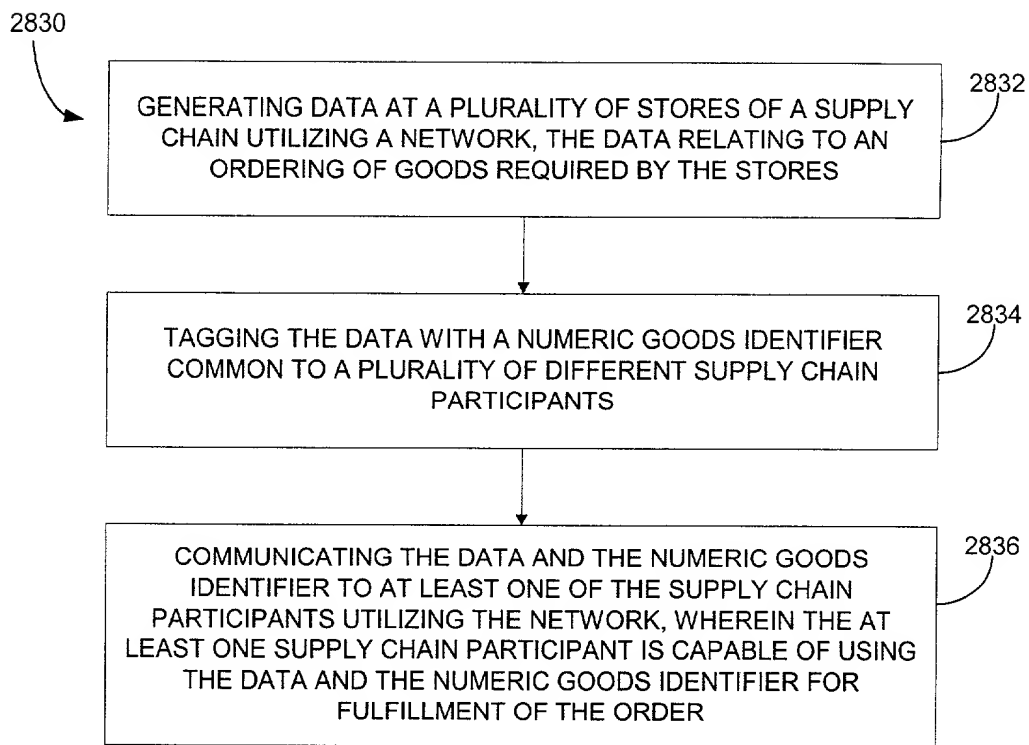 2830
GENERATING DATA AT A PLURALITY OF STORES OF A SUPPLY
CHAIN UTILIZING A NETWORK, THE DATA RELATING TO AN
ORDERING OF GOODS REQUIRED BY THE STORES
2832
TAGGING THE DATA WITH A NUMERIC GOODS IDENTIFIER
COMMON TO A PLURALITY OF DIFFERENT SUPPLY CHAIN
PARTICIPANTS
2834
COMMUNICATING THE DATA AND THE NUMERIC GOODS
IDENTIFIER TO AT LEAST ONE OF THE SUPPLY CHAIN
PARTICIPANTS UTILIZING THE NETWORK, WHEREIN THE AT
LEAST ONE SUPPLY CHAIN PARTICIPANT IS CAPABLE OF USING
THE DATA AND THE NUMERIC GOODS IDENTIFIER FOR
FULFILLMENT OF THE ORDER
2836